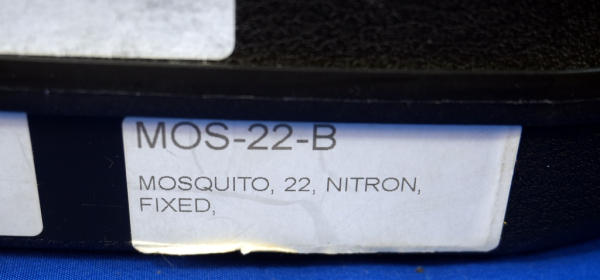 MOS-22-B
MOSQUITO, 22, NITRON,
FIXED,